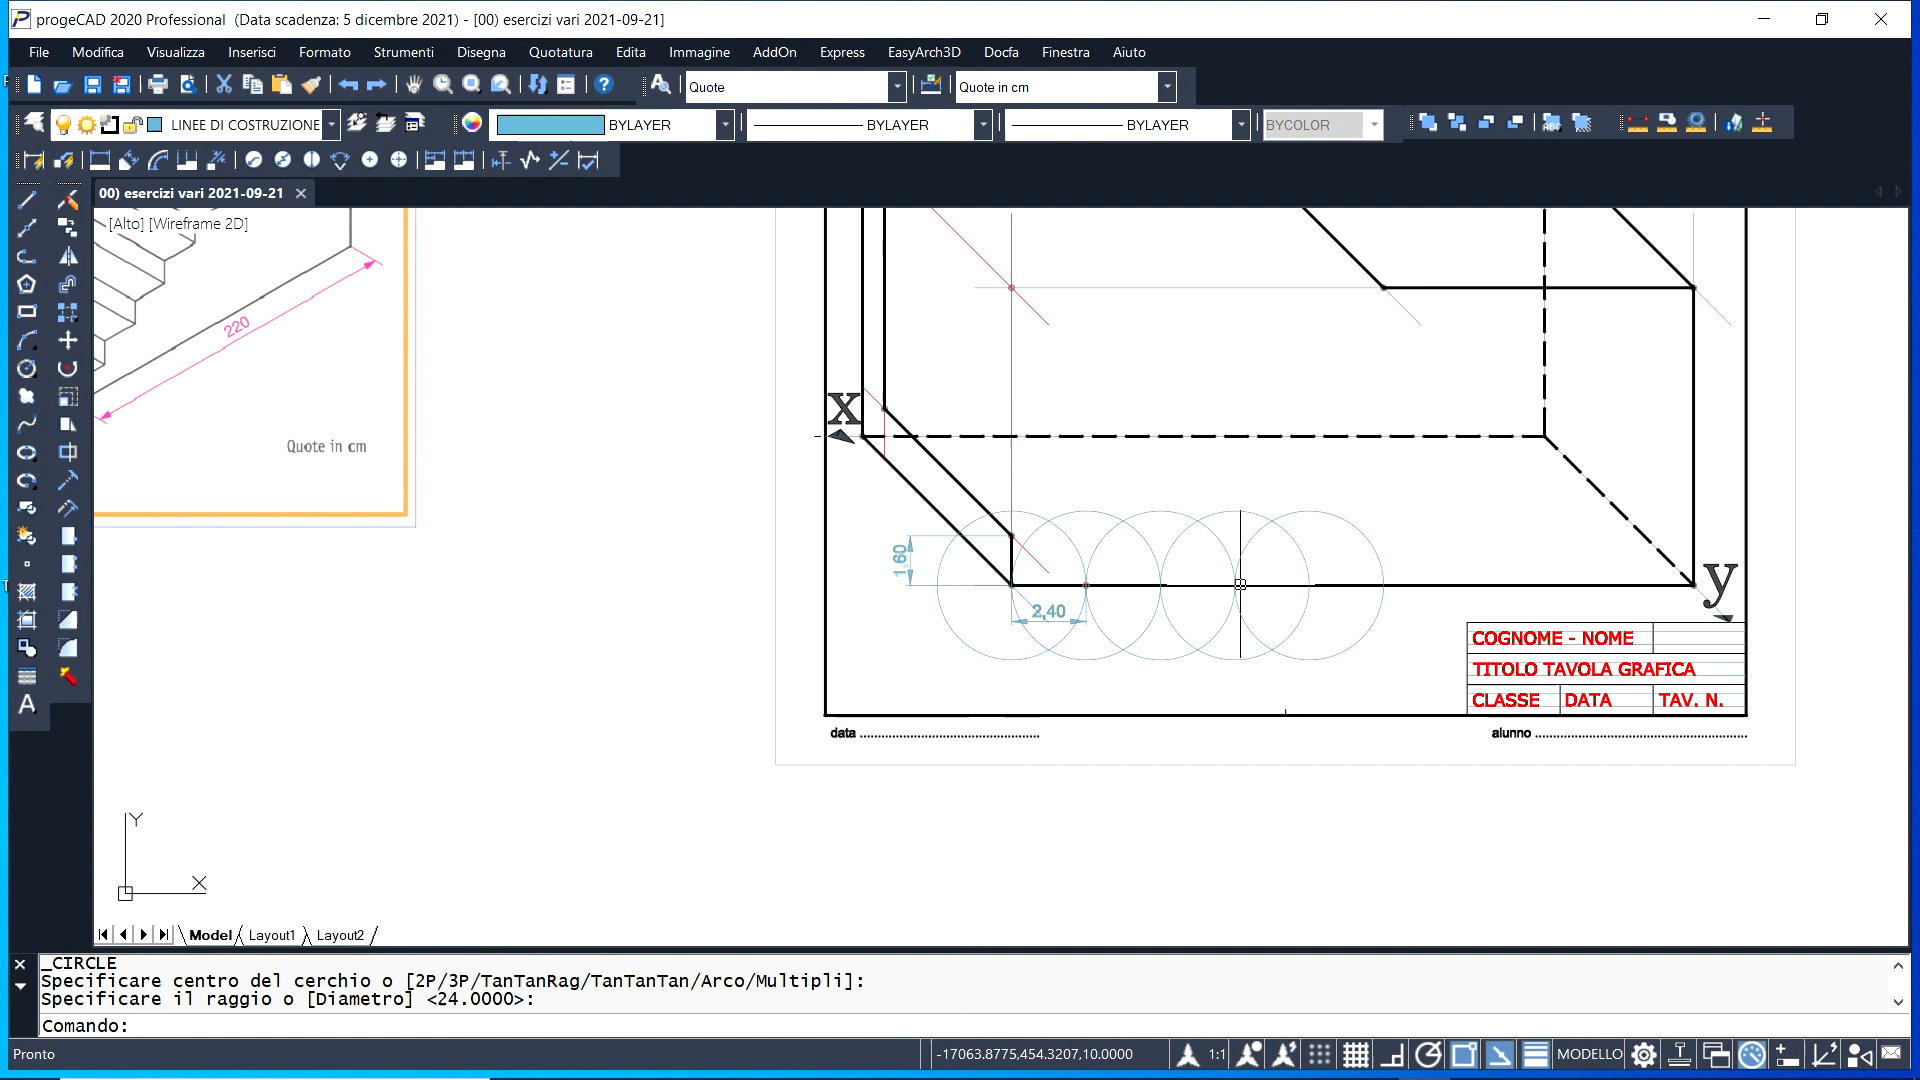 progeCAD 2020 Professional (Data scadenza: 5 dicembre 2021) - [00) esercizi vari 2021-09-21]
File Modifica Visualizza Inserisci Formato Strumenti Disegna Quotatura Edita Immagine AddOn Express EasyArch3D Docfa Finestra Aiuto
Quote Quote in cm
LINEE DI COSTRUZIONE BYLAYER BYLAYER BYLAYER BYCOLOR
00) esercizi vari 2021-09-21
[Alto] [Wireframe 2D]
220
Quote in cm
x
1,60
2,40
y
COGNOME - NOME
TITOLO TAVOLA GRAFICA
CLASSE DATA TAV. N.
data ................................................
alunno ........................................................
Y
X
Model Layout1 Layout2
_CIRCLE
Specificare centro del cerchio o [2P/3P/TanTanRag/TanTanTan/Arco/Multipli]:
Specificare il raggio o [Diametro] <24.0000>:
Comando:
Pronto -17063.8775,454.3207,10.0000 1:1 MODELLO